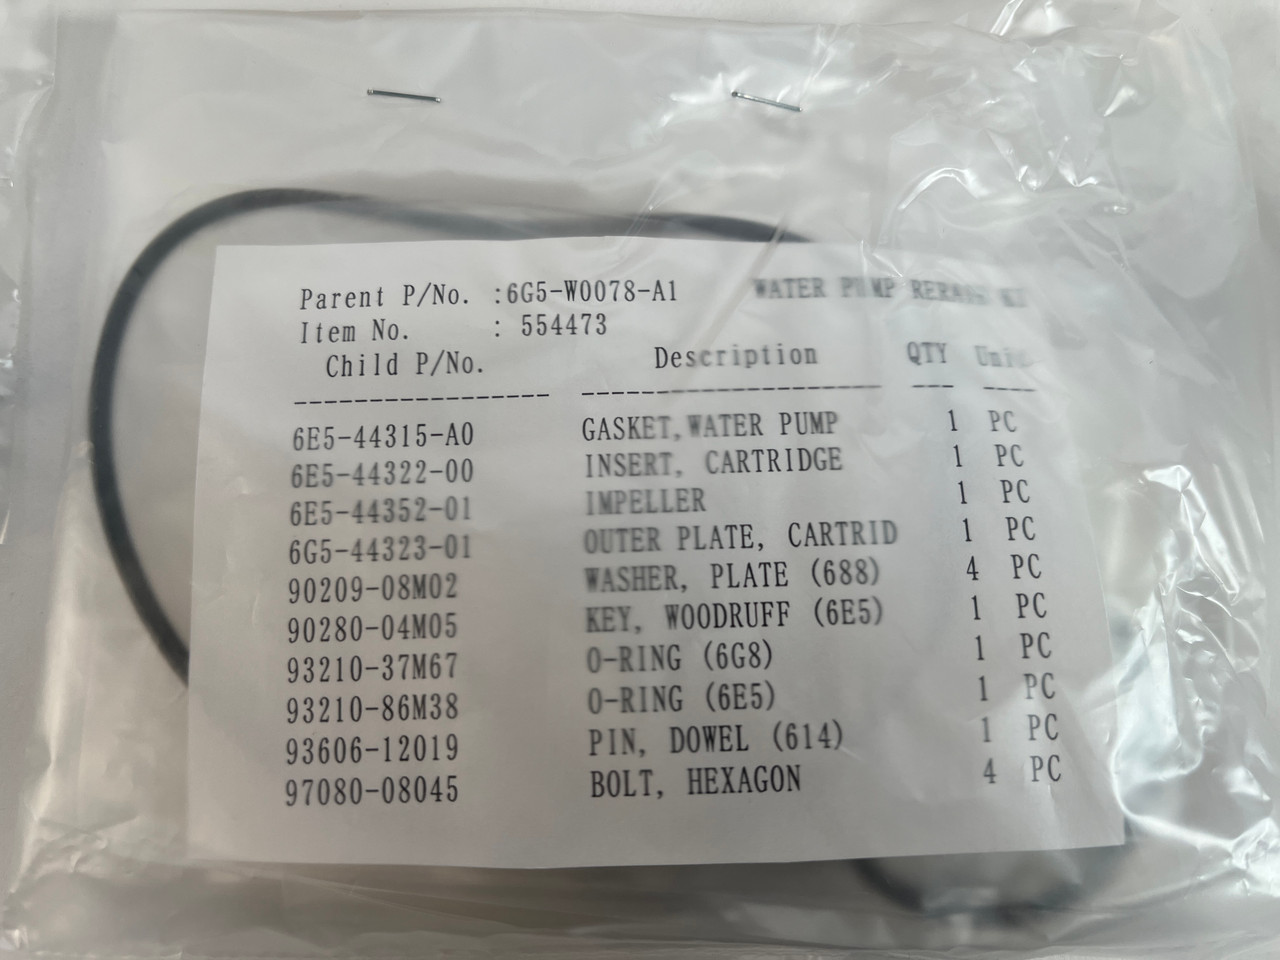 Parent P/No. :6G5-W0078-A1 WATER PUMP REPAIR KIT
Item No. : 554473
Child P/No. Description QTY Unit
----------------- -------------------- --- ----
6E5-44315-A0 GASKET,WATER PUMP 1 PC
6E5-44322-00 INSERT, CARTRIDGE 1 PC
6E5-44352-01 IMPELLER 1 PC
6G5-44323-01 OUTER PLATE, CARTRID 1 PC
90209-08M02 WASHER, PLATE (688) 4 PC
90280-04M05 KEY, WOODRUFF (6E5) 1 PC
93210-37M67 O-RING (6G8) 1 PC
93210-86M38 O-RING (6E5) 1 PC
93606-12019 PIN, DOWEL (614) 1 PC
97080-08045 BOLT, HEXAGON 4 PC